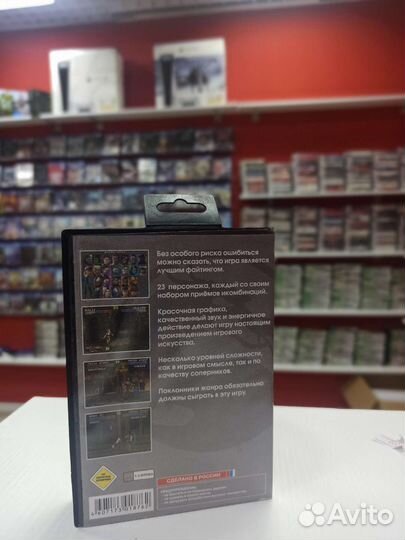 Без особого риска ошибиться
можно сказать, что игра является
лучшим файтингом.
23 персонажа, каждый со своим
набором приёмов икомбинаций.
Красочная графика,
качественный звук и энергичное
действие делают игру настоящим
произведением игрового
искусства.
Несколько уровней сложности,
как в игровом смысле, так и по
качеству соперников.
Поклонники жанра обязательно
должны сыграть в эту игру.
СДЕЛАНО В РОССИИ
Avito